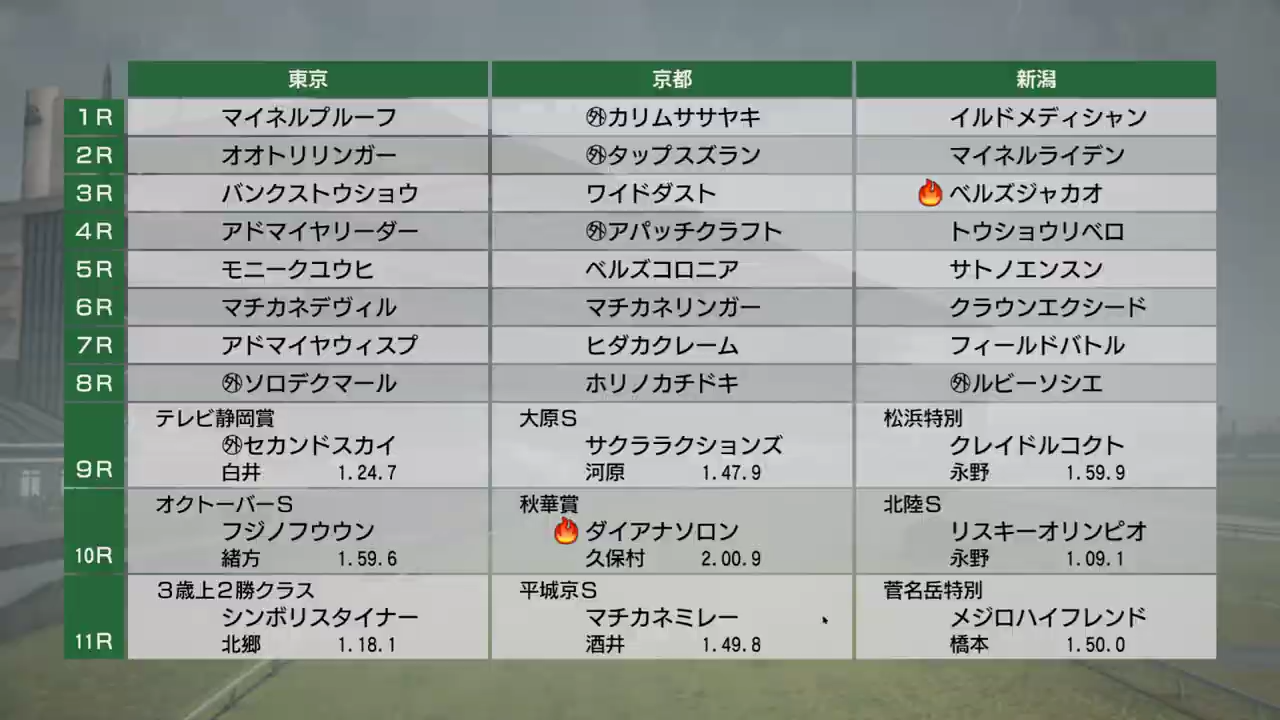 東京 京都 新潟
1R マイネルプルーフ ㊕カリムササヤキ イルドメディシャン
2R オオトリリンガー 外タップスズラン マイネルライデン
3R バンクストウショウ ワイドダスト ベルズジャカオ
4R アドマイヤリーダー 外アパッチクラフト トウショウリベロ
5R モニークユウヒ ベルズコロニア サトノエンスン
6R マチカネデヴィル マチカネリンガー クラウンエクシード
7R アドマイヤウィスプ ヒダカクレーム フィールドバトル
8R 外ソロデクマール ホリノカチドキ 外ルビーソシエ
テレビ静岡賞 大原S 松浜特別
外セカンドスカイ サクララクションズ クレイドルコクト
9R 白井 1.24.7 河原 1.47.9 永野 1.59.9
オクトーバーS 秋華賞 北陸S
フジノフウウン ダイアナソロン リスキーオリンピオ
10R 緒方 1.59.6 久保村 2.00.9 永野 1.09.1
3歳上2勝クラス 平城京S 菅名岳特別
シンボリスタイナー マチカネミレー メジロハイフレンド
11R 北郷 1.18.1 酒井 1.49.8 橋本 1.50.0